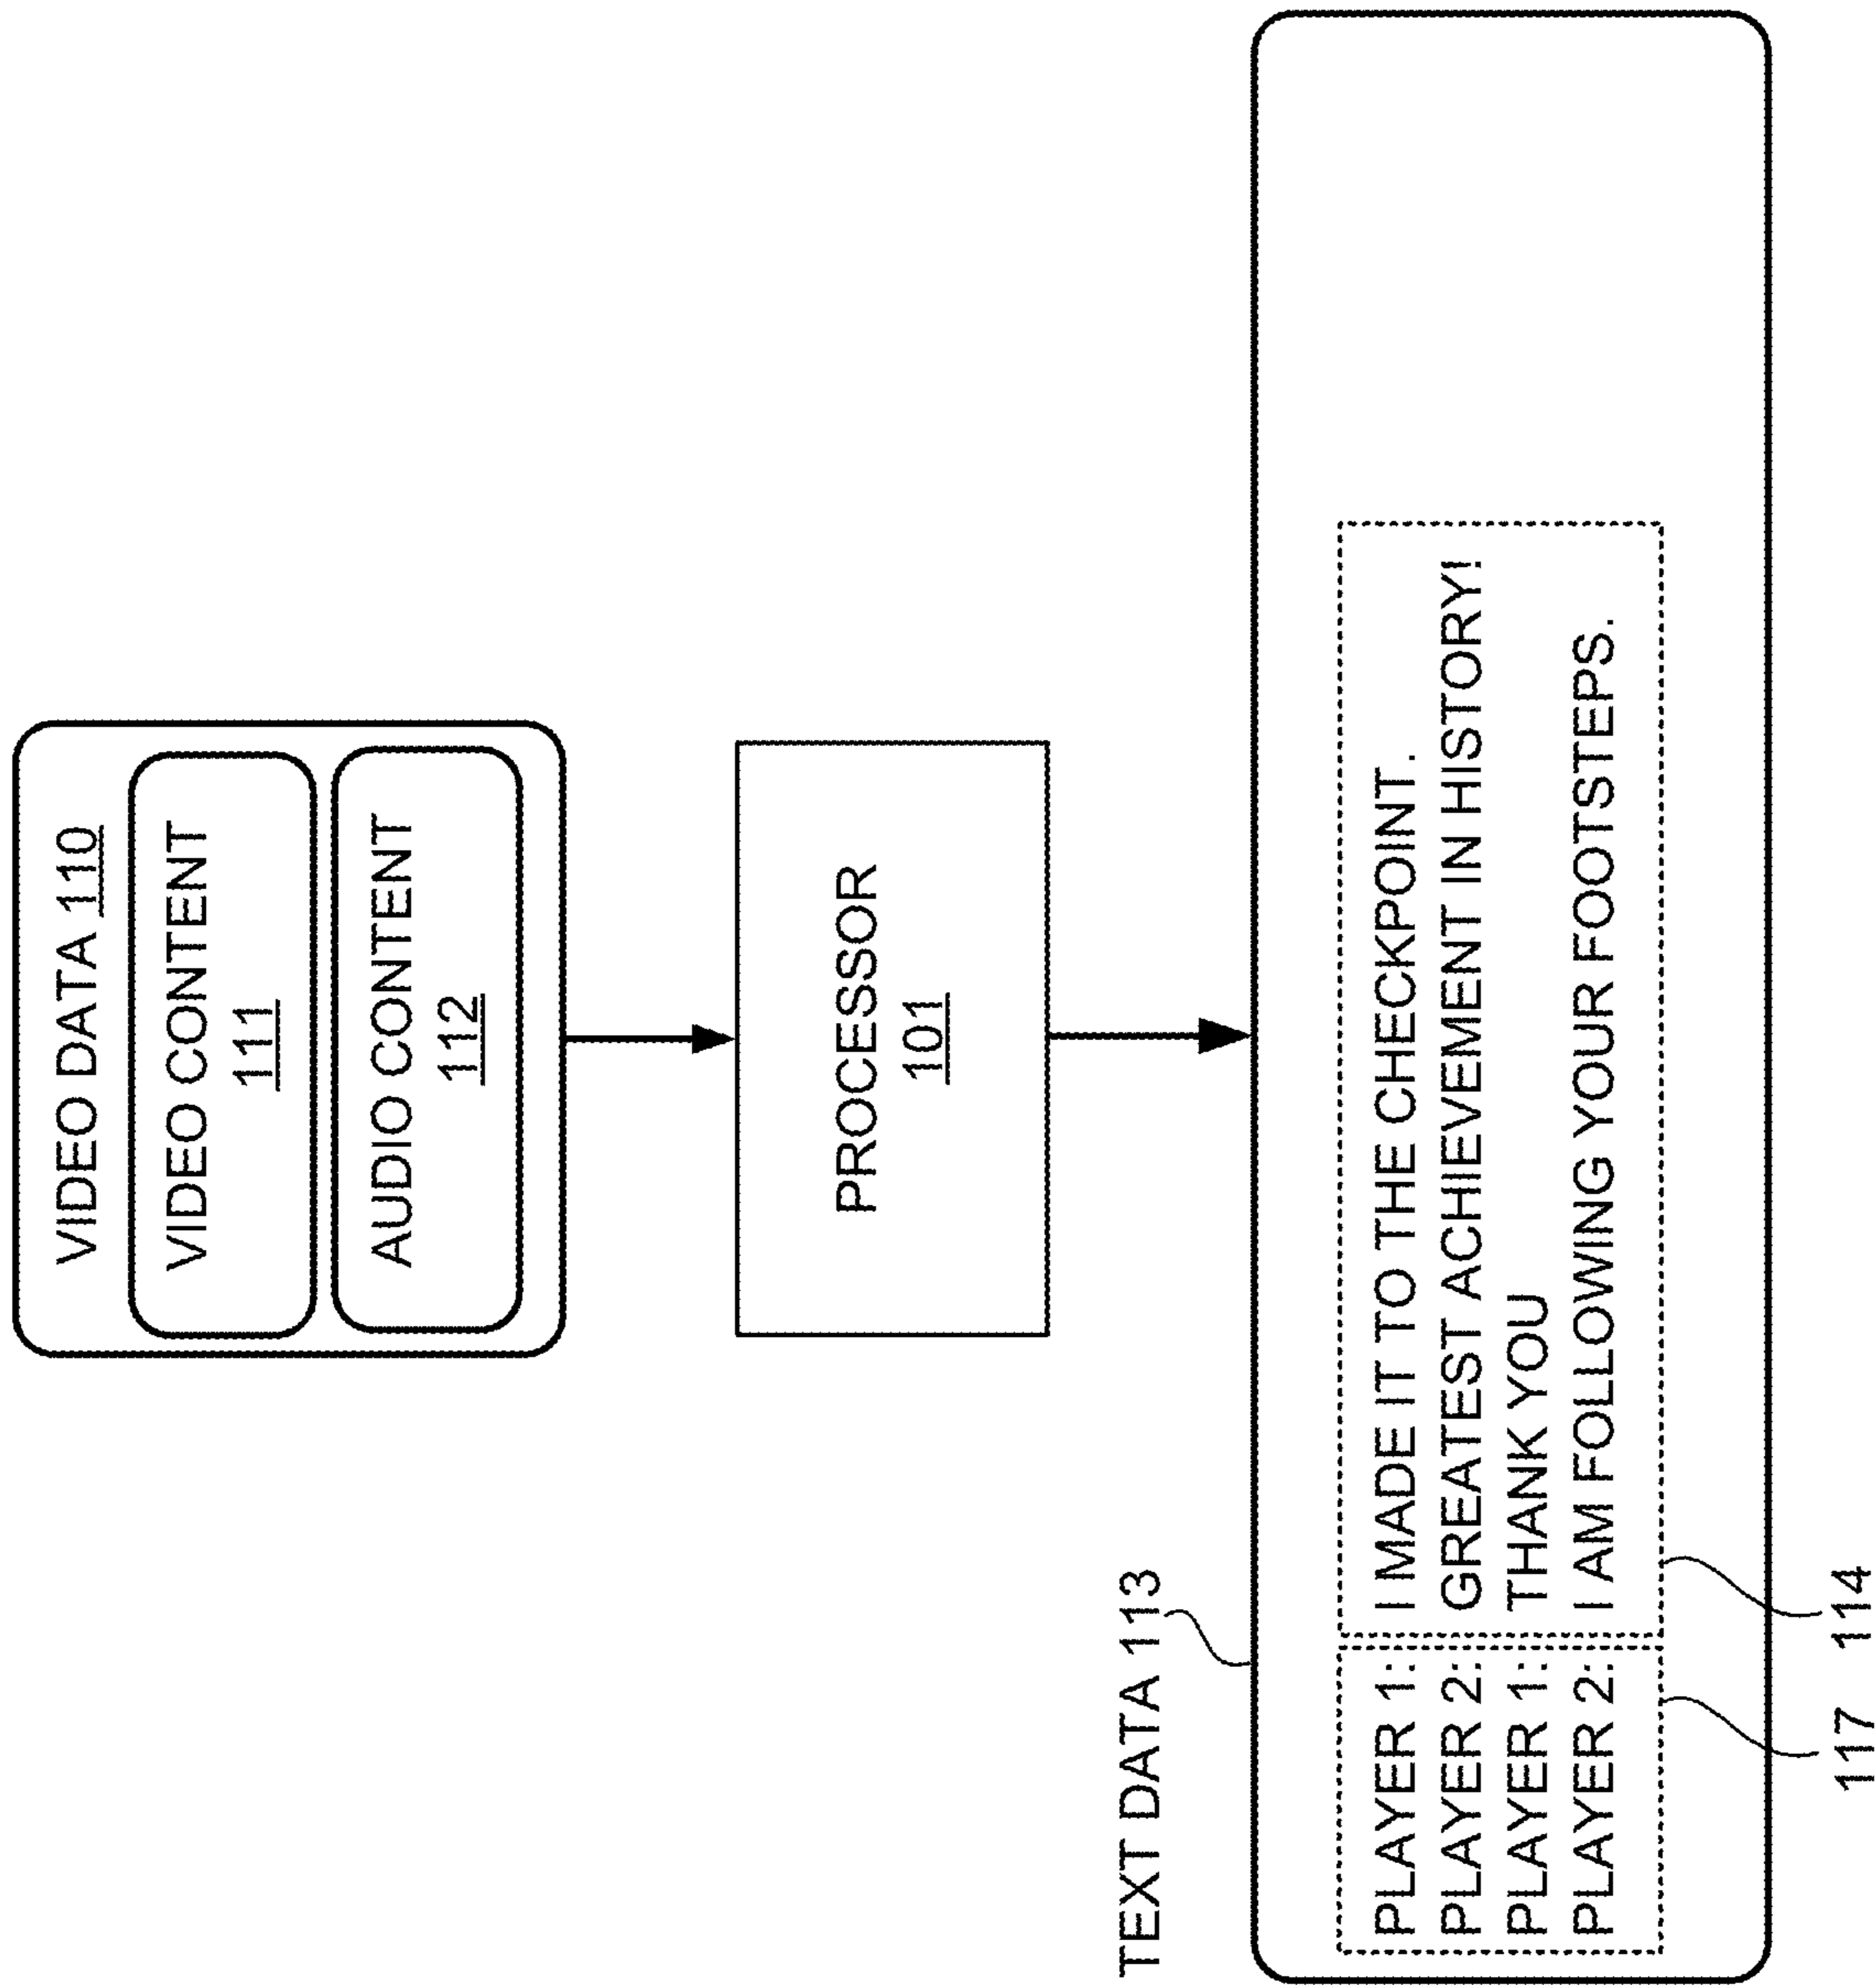 VIDEO DATA 110
VIDEO CONTENT
111
AUDIO CONTENT
112
PROCESSOR
101
TEXT DATA 113
PLAYER 1: I MADE IT TO THE CHECKPOINT.
PLAYER 2: GREATEST ACHIEVEMENT IN HISTORY!
PLAYER 1: THANK YOU
PLAYER 2: I AM FOLLOWING YOUR FOOTSTEPS.
117
114